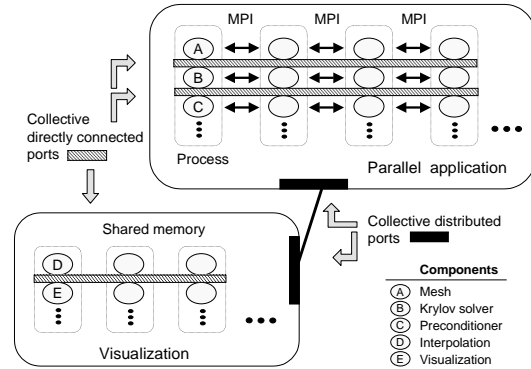 MPI MPI MPI
A
B
C
Process
Parallel application
Collective
directly connected
ports
Shared memory
D
E
Visualization
Collective distributed
ports
Components
A Mesh
B Krylov solver
C Preconditioner
D Interpolation
E Visualization